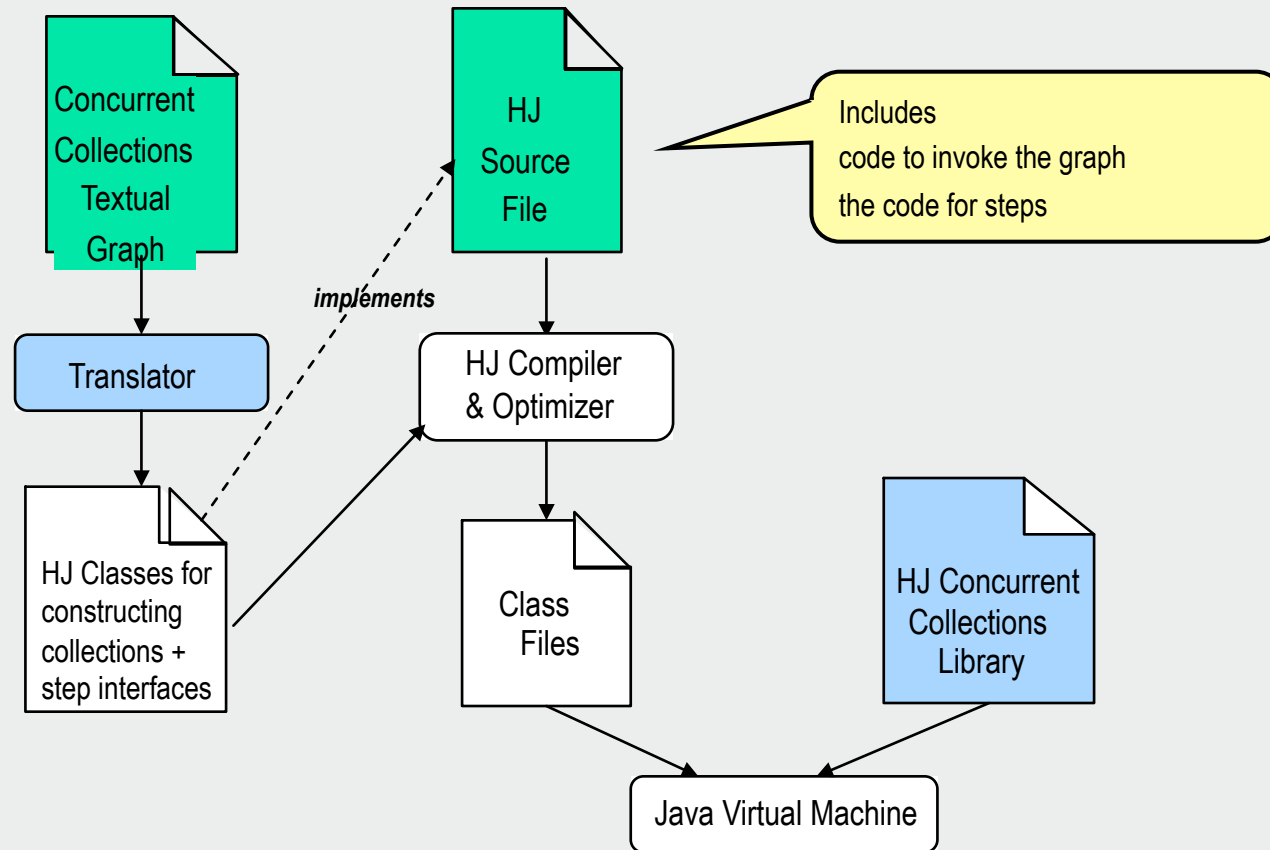 Concurrent
Collections
Textual
Graph
HJ
Source
File
Includes
code to invoke the graph
the code for steps
implements
Translator
HJ Compiler
& Optimizer
HJ Classes for
constructing
collections +
step interfaces
Class
Files
HJ Concurrent
Collections
Library
Java Virtual Machine